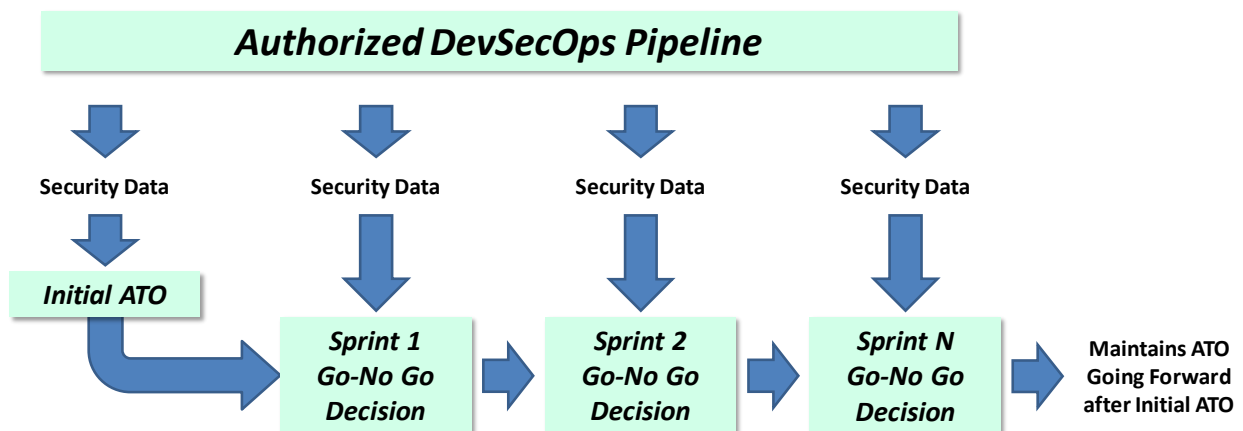 Authorized DevSecOps Pipeline
Security Data
Security Data
Security Data
Security Data
Initial ATO
Sprint 1
Go-No Go
Decision
Sprint 2
Go-No Go
Decision
Sprint N
Go-No Go
Decision
Maintains ATO
Going Forward
after Initial ATO